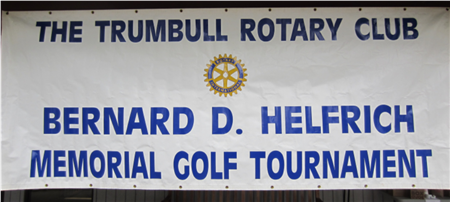 THE TRUMBULL ROTARY CLUB
BERNARD D. HELFRICH
MEMORIAL GOLF TOURNAMENT